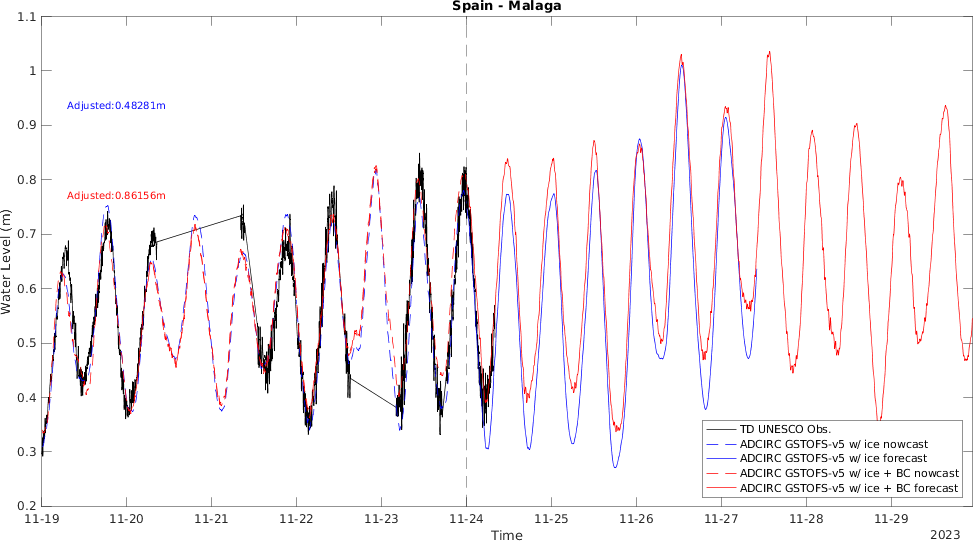 Spain - Malaga
1.1
1
0.9
0.8
0.7
0.6
0.5
0.4
0.3
0.2
Water Level (m)
Adjusted:0.48281m
Adjusted:0.86156m
TD UNESCO Obs.
ADCIRC GSTOFS-v5 w/ ice nowcast
ADCIRC GSTOFS-v5 w/ ice forecast
ADCIRC GSTOFS-v5 w/ ice + BC nowcast
ADCIRC GSTOFS-v5 w/ ice + BC forecast
11-19 11-20 11-21 11-22 11-23 11-24 11-25 11-26 11-27 11-28 11-29
Time
2023